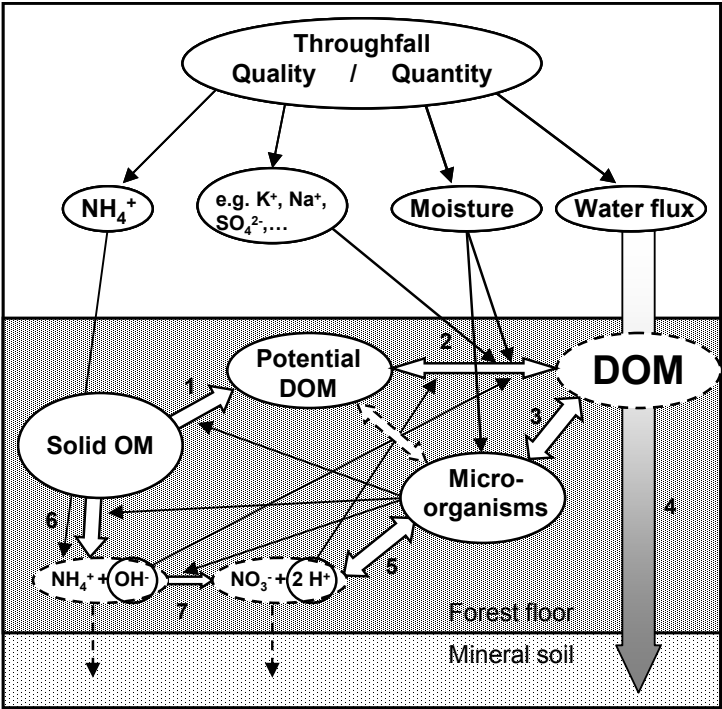 Throughfall
Quality / Quantity
NH₄⁺
e.g. K⁺, Na⁺,
SO₄²⁻,…
Moisture
Water flux
Potential
DOM
2
DOM
1
3
Solid OM
Micro-
organisms
6
4
5
NH₄⁺ + OH⁻
NO₃⁻ + 2 H⁺
7
Forest floor
Mineral soil